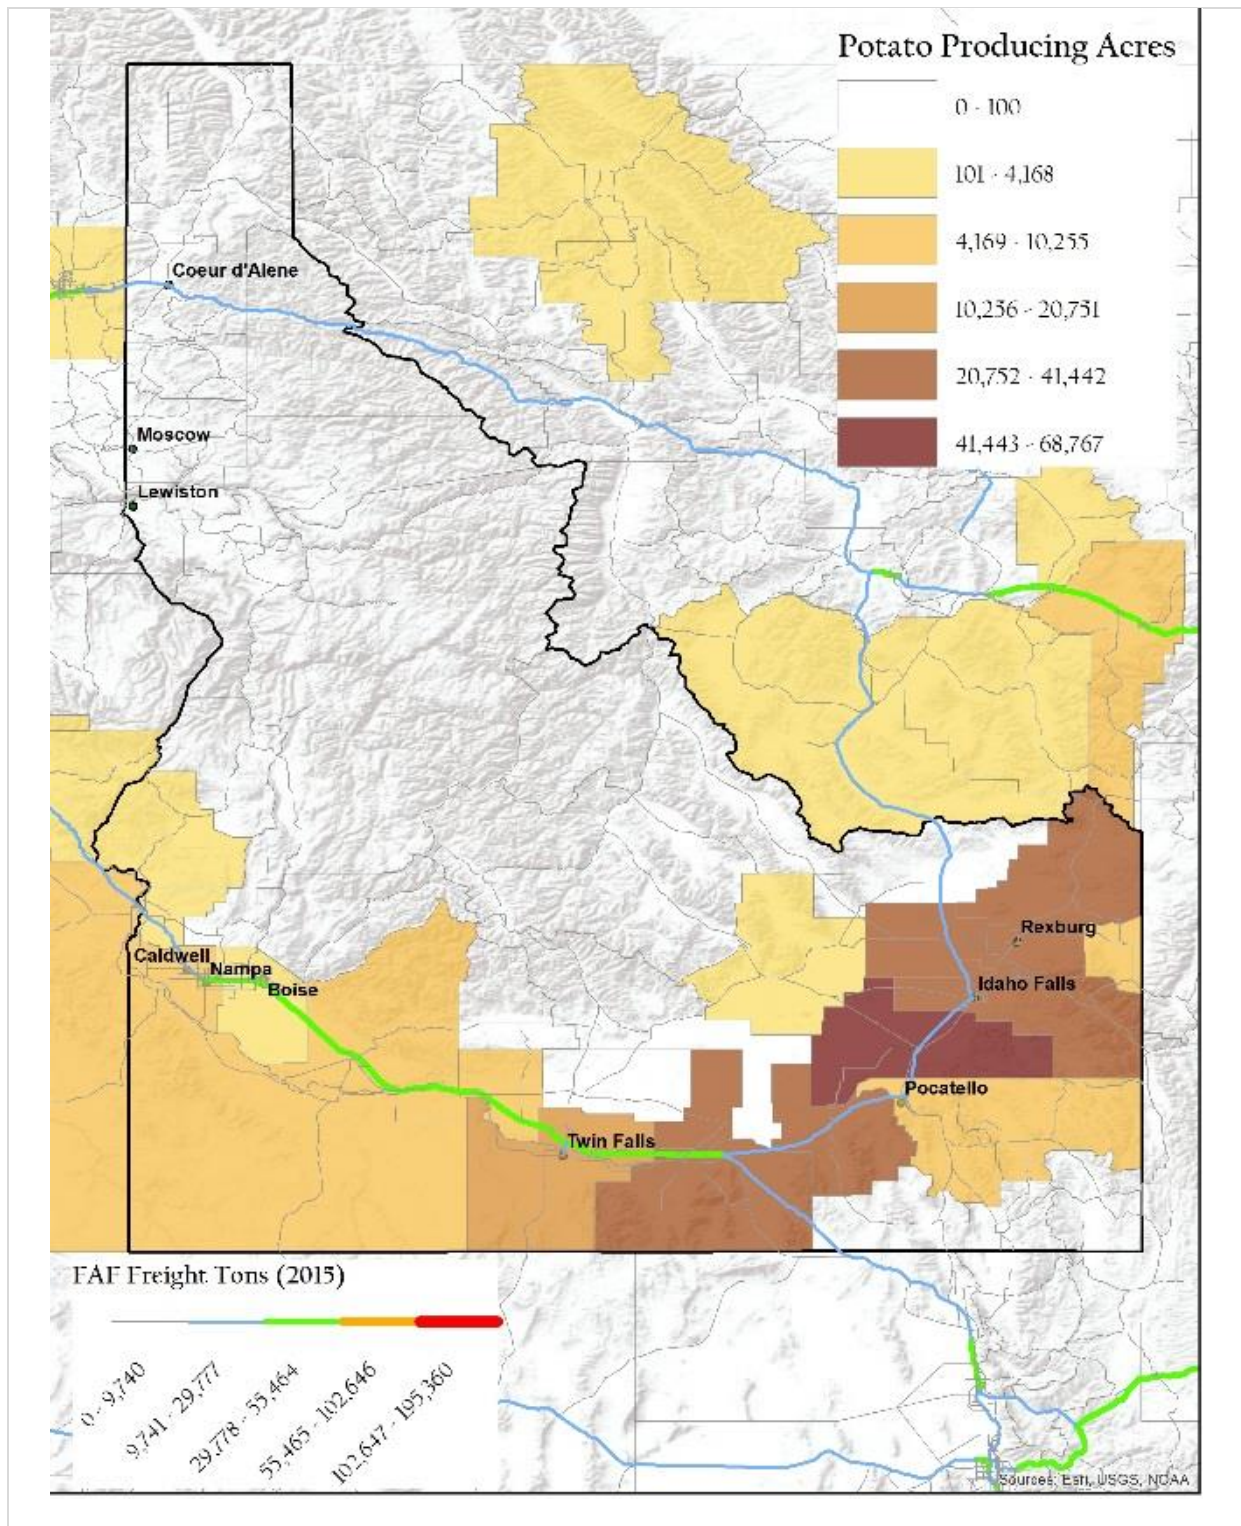 Potato Producing Acres
0 - 100
101 - 4,168
4,169 - 10,255
10,256 - 20,751
20,752 - 41,442
41,443 - 68,767
Coeur d'Alene
Moscow
Lewiston
Rexburg
Caldwell
Nampa
Idaho Falls
Boise
Pocatello
Twin Falls
FAF Freight Tons (2015)
0 - 9,740
9,741 - 29,777
29,778 - 55,464
55,465 - 102,646
102,647 - 195,360
Sources: Esri, USGS, NOAA